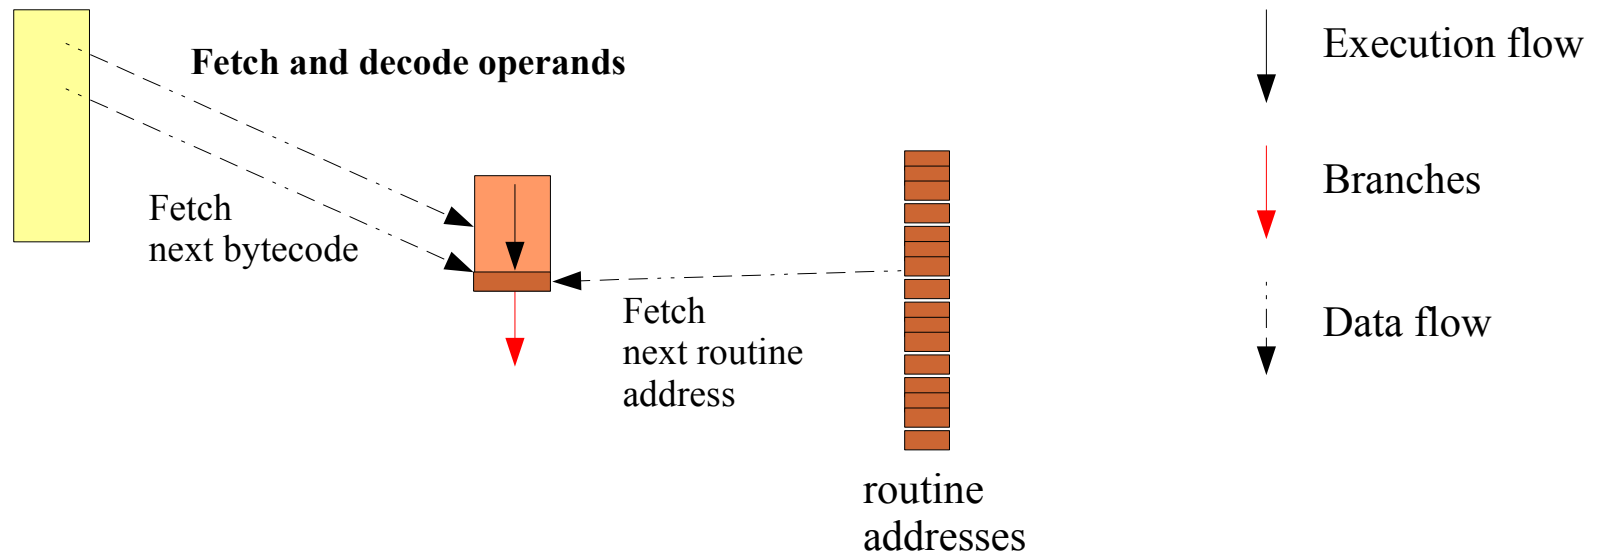 Fetch and decode operands
Fetch
next bytecode
Fetch
next routine
address
routine
addresses
Execution flow
Branches
Data flow